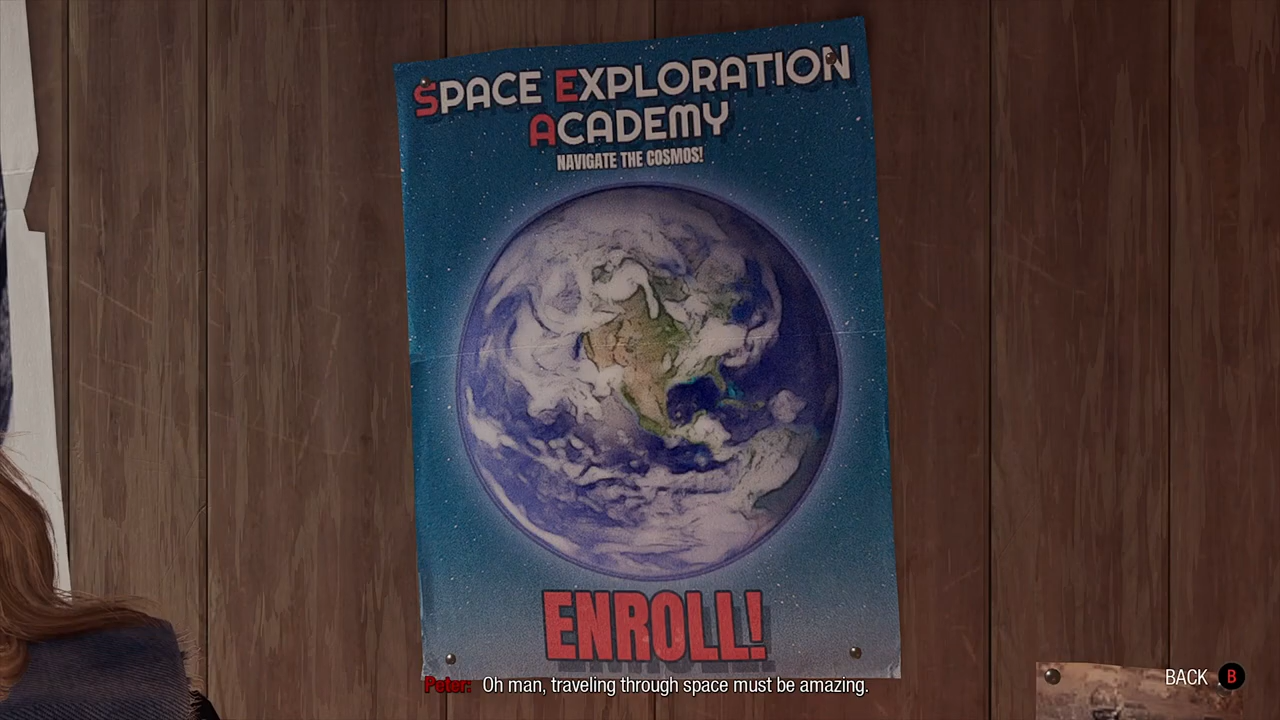 SPACE EXPLORATION
ACADEMY
NAVIGATE THE COSMOS!
ENROLL!
Peter: Oh man, traveling through space must be amazing.
BACK B